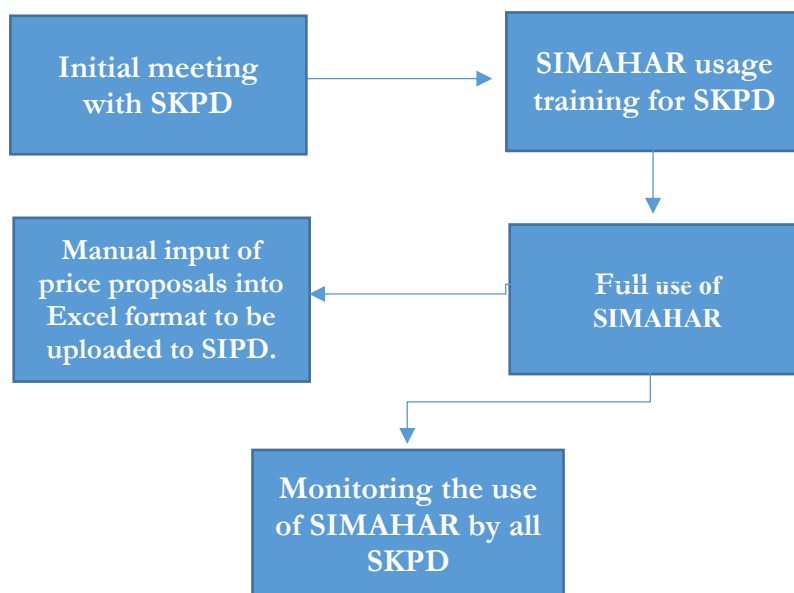 Initial meeting
with SKPD
SIMAHAR usage
training for SKPD
Manual input of
price proposals into
Excel format to be
uploaded to SIPD.
Full use of
SIMAHAR
Monitoring the use
of SIMAHAR by all
SKPD